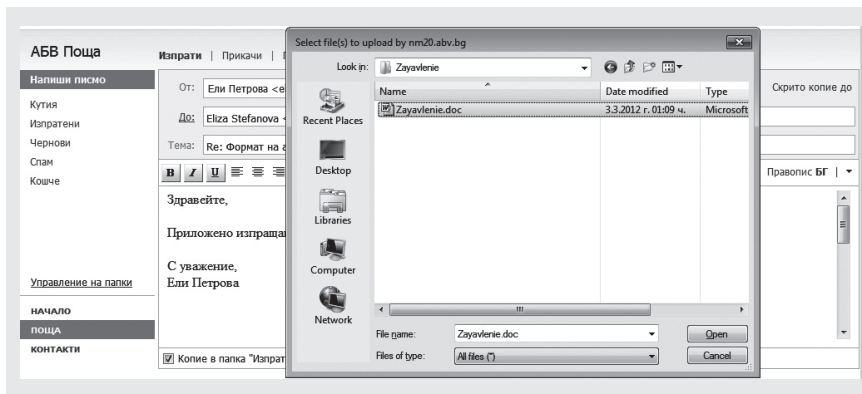 АБВ Поща
Напиши писмо
Кутия
Изпратени
Чернови
Спам
Кошче
Управление на папки
НАЧАЛО
ПОЩА
КОНТАКТИ
Изпрати | Прикачи |
От: Ели Петрова <e
До: Eliza Stefanova <
Тема: Re: Формат на
B I U
Здравейте,
Приложено изпраща
С уважение,
Ели Петрова
Копие в папка "Изпрат
Скрито копие до
Правопис БГ |
Select file(s) to upload by nm20.abv.bg
Look in: Zayavlenie
Recent Places
Desktop
Libraries
Computer
Network
Name Date modified Type
Zayavlenie.doc 3.3.2012 г. 01:09 ч. Microsoft
File name: Zayavlenie.doc Open
Files of type: All files (*) Cancel